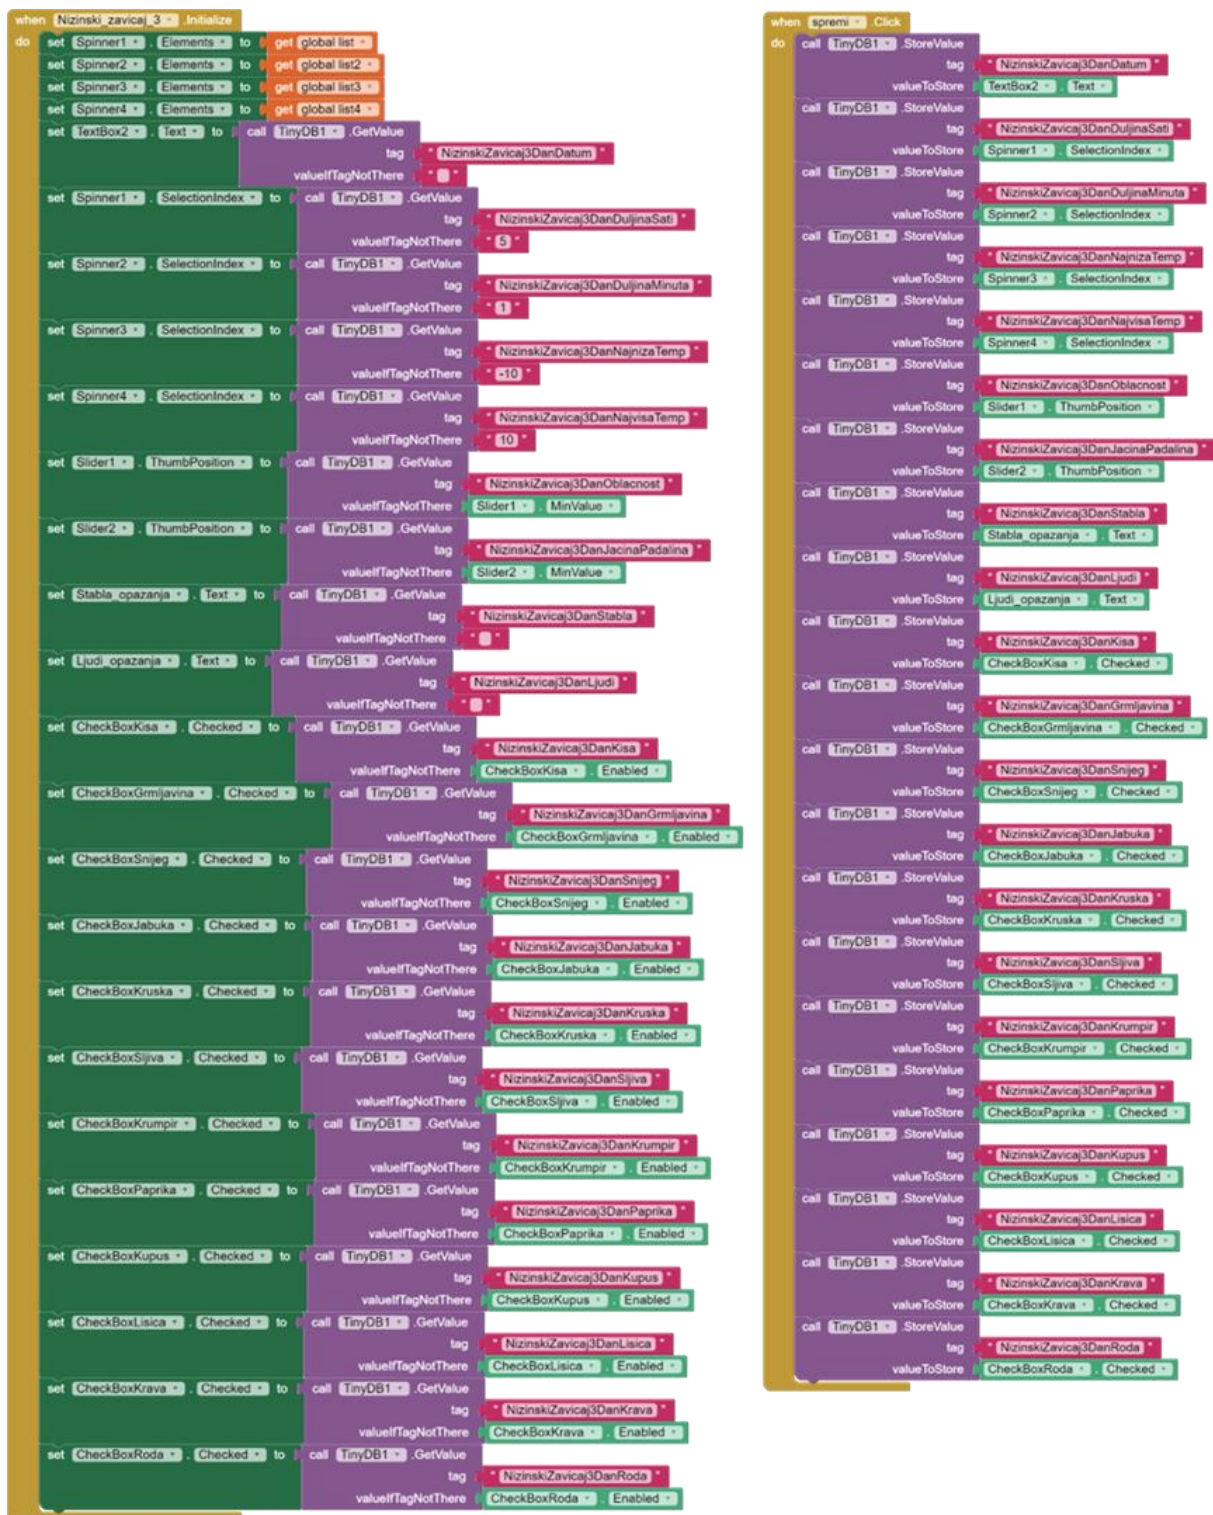 when Nizinski_zavicaj_3 .Initialize
do set Spinner1 . Elements to get global list
set Spinner2 . Elements to get global list2
set Spinner3 . Elements to get global list3
set Spinner4 . Elements to get global list4
set TextBox2 . Text to call TinyDB1 .GetValue
tag " NizinskiZavicaj3DanDatum "
valueIfTagNotThere " "
set Spinner1 . SelectionIndex to call TinyDB1 .GetValue
tag " NizinskiZavicaj3DanDuljinaSati "
valueIfTagNotThere " 5 "
set Spinner2 . SelectionIndex to call TinyDB1 .GetValue
tag " NizinskiZavicaj3DanDuljinaMinuta "
valueIfTagNotThere " 1 "
set Spinner3 . SelectionIndex to call TinyDB1 .GetValue
tag " NizinskiZavicaj3DanNajnizaTemp "
valueIfTagNotThere " -10 "
set Spinner4 . SelectionIndex to call TinyDB1 .GetValue
tag " NizinskiZavicaj3DanNajvisaTemp "
valueIfTagNotThere " 10 "
set Slider1 . ThumbPosition to call TinyDB1 .GetValue
tag " NizinskiZavicaj3DanOblacnost "
valueIfTagNotThere Slider1 . MinValue
set Slider2 . ThumbPosition to call TinyDB1 .GetValue
tag " NizinskiZavicaj3DanJacinaPadalina "
valueIfTagNotThere Slider2 . MinValue
set Stabla_opazanja . Text to call TinyDB1 .GetValue
tag " NizinskiZavicaj3DanStabla "
valueIfTagNotThere " "
set Ljudi_opazanja . Text to call TinyDB1 .GetValue
tag " NizinskiZavicaj3DanLjudi "
valueIfTagNotThere " "
set CheckBoxKisa . Checked to call TinyDB1 .GetValue
tag " NizinskiZavicaj3DanKisa "
valueIfTagNotThere CheckBoxKisa . Enabled
set CheckBoxGrmljavina . Checked to call TinyDB1 .GetValue
tag " NizinskiZavicaj3DanGrmljavina "
valueIfTagNotThere CheckBoxGrmljavina . Enabled
set CheckBoxSnijeg . Checked to call TinyDB1 .GetValue
tag " NizinskiZavicaj3DanSnijeg "
valueIfTagNotThere CheckBoxSnijeg . Enabled
set CheckBoxJabuka . Checked to call TinyDB1 .GetValue
tag " NizinskiZavicaj3DanJabuka "
valueIfTagNotThere CheckBoxJabuka . Enabled
set CheckBoxKruska . Checked to call TinyDB1 .GetValue
tag " NizinskiZavicaj3DanKruska "
valueIfTagNotThere CheckBoxKruska . Enabled
set CheckBoxSljiva . Checked to call TinyDB1 .GetValue
tag " NizinskiZavicaj3DanSljiva "
valueIfTagNotThere CheckBoxSljiva . Enabled
set CheckBoxKrumpir . Checked to call TinyDB1 .GetValue
tag " NizinskiZavicaj3DanKrumpir "
valueIfTagNotThere CheckBoxKrumpir . Enabled
set CheckBoxPaprika . Checked to call TinyDB1 .GetValue
tag " NizinskiZavicaj3DanPaprika "
valueIfTagNotThere CheckBoxPaprika . Enabled
set CheckBoxKupus . Checked to call TinyDB1 .GetValue
tag " NizinskiZavicaj3DanKupus "
valueIfTagNotThere CheckBoxKupus . Enabled
set CheckBoxLisica . Checked to call TinyDB1 .GetValue
tag " NizinskiZavicaj3DanLisica "
valueIfTagNotThere CheckBoxLisica . Enabled
set CheckBoxKrava . Checked to call TinyDB1 .GetValue
tag " NizinskiZavicaj3DanKrava "
valueIfTagNotThere CheckBoxKrava . Enabled
set CheckBoxRoda . Checked to call TinyDB1 .GetValue
tag " NizinskiZavicaj3DanRoda "
valueIfTagNotThere CheckBoxRoda . Enabled
when spremi .Click
do call TinyDB1 .StoreValue
tag " NizinskiZavicaj3DanDatum "
valueToStore TextBox2 . Text
call TinyDB1 .StoreValue
tag " NizinskiZavicaj3DanDuljinaSati "
valueToStore Spinner1 . SelectionIndex
call TinyDB1 .StoreValue
tag " NizinskiZavicaj3DanDuljinaMinuta "
valueToStore Spinner2 . SelectionIndex
call TinyDB1 .StoreValue
tag " NizinskiZavicaj3DanNajnizaTemp "
valueToStore Spinner3 . SelectionIndex
call TinyDB1 .StoreValue
tag " NizinskiZavicaj3DanNajvisaTemp "
valueToStore Spinner4 . SelectionIndex
call TinyDB1 .StoreValue
tag " NizinskiZavicaj3DanOblacnost "
valueToStore Slider1 . ThumbPosition
call TinyDB1 .StoreValue
tag " NizinskiZavicaj3DanJacinaPadalina "
valueToStore Slider2 . ThumbPosition
call TinyDB1 .StoreValue
tag " NizinskiZavicaj3DanStabla "
valueToStore Stabla_opazanja . Text
call TinyDB1 .StoreValue
tag " NizinskiZavicaj3DanLjudi "
valueToStore Ljudi_opazanja . Text
call TinyDB1 .StoreValue
tag " NizinskiZavicaj3DanKisa "
valueToStore CheckBoxKisa . Checked
call TinyDB1 .StoreValue
tag " NizinskiZavicaj3DanGrmljavina "
valueToStore CheckBoxGrmljavina . Checked
call TinyDB1 .StoreValue
tag " NizinskiZavicaj3DanSnijeg "
valueToStore CheckBoxSnijeg . Checked
call TinyDB1 .StoreValue
tag " NizinskiZavicaj3DanJabuka "
valueToStore CheckBoxJabuka . Checked
call TinyDB1 .StoreValue
tag " NizinskiZavicaj3DanKruska "
valueToStore CheckBoxKruska . Checked
call TinyDB1 .StoreValue
tag " NizinskiZavicaj3DanSljiva "
valueToStore CheckBoxSljiva . Checked
call TinyDB1 .StoreValue
tag " NizinskiZavicaj3DanKrumpir "
valueToStore CheckBoxKrumpir . Checked
call TinyDB1 .StoreValue
tag " NizinskiZavicaj3DanPaprika "
valueToStore CheckBoxPaprika . Checked
call TinyDB1 .StoreValue
tag " NizinskiZavicaj3DanKupus "
valueToStore CheckBoxKupus . Checked
call TinyDB1 .StoreValue
tag " NizinskiZavicaj3DanLisica "
valueToStore CheckBoxLisica . Checked
call TinyDB1 .StoreValue
tag " NizinskiZavicaj3DanKrava "
valueToStore CheckBoxKrava . Checked
call TinyDB1 .StoreValue
tag " NizinskiZavicaj3DanRoda "
valueToStore CheckBoxRoda . Checked